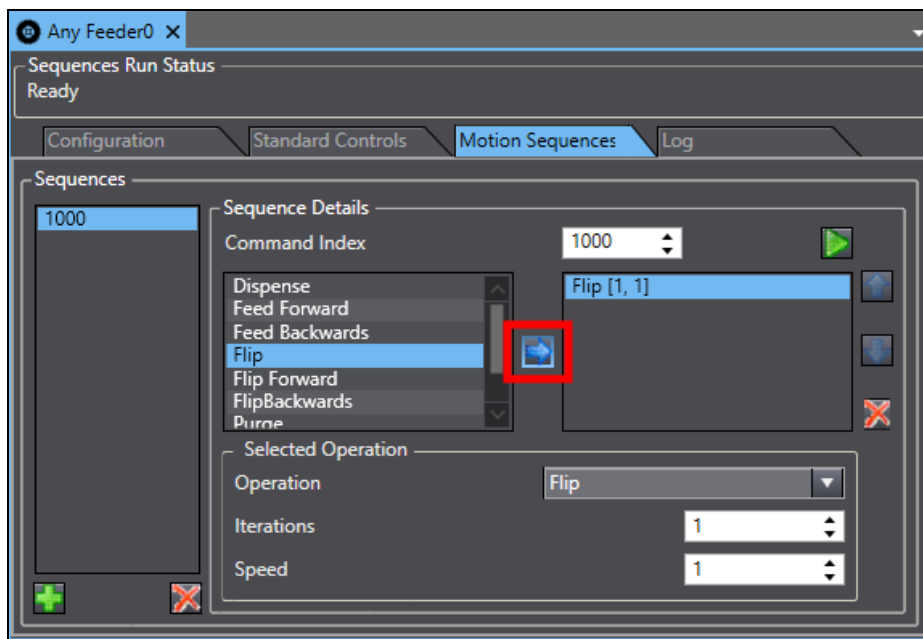 Any Feeder0
Sequences Run Status
Ready
Configuration Standard Controls Motion Sequences Log
Sequences
1000
Sequence Details
Command Index 1000
Dispense
Feed Forward
Feed Backwards
Flip
Flip Forward
FlipBackwards
Purge
Flip [1, 1]
Selected Operation
Operation Flip
Iterations 1
Speed 1